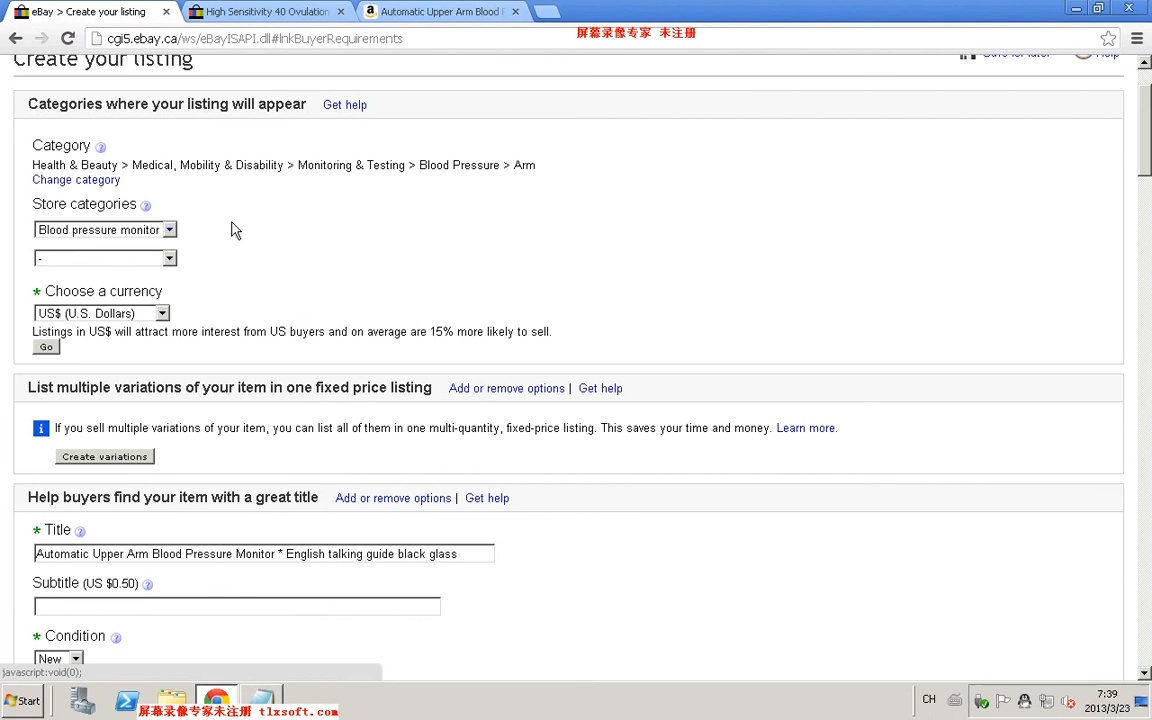 eBay > Create your listing
High Sensitivity 40 Ovulation
Automatic Upper Arm Blood P
cgi5.ebay.ca/ws/eBayISAPI.dll#lnkBuyerRequirements
屏幕录像专家 未注册
Create your listing
Save for later
Help
Categories where your listing will appear Get help
Category
Health & Beauty > Medical, Mobility & Disability > Monitoring & Testing > Blood Pressure > Arm
Change category
Store categories
Blood pressure monitor
-
* Choose a currency
US$ (U.S. Dollars)
Listings in US$ will attract more interest from US buyers and on average are 15% more likely to sell.
Go
List multiple variations of your item in one fixed price listing Add or remove options | Get help
If you sell multiple variations of your item, you can list all of them in one multi-quantity, fixed-price listing. This saves your time and money. Learn more.
Create variations
Help buyers find your item with a great title Add or remove options | Get help
* Title
Automatic Upper Arm Blood Pressure Monitor * English talking guide black glass
Subtitle (US $0.50)
* Condition
New
javascript:void(0);
Start
CH
7:39
2013/3/23
屏幕录像专家未注册 tlxsoft.com